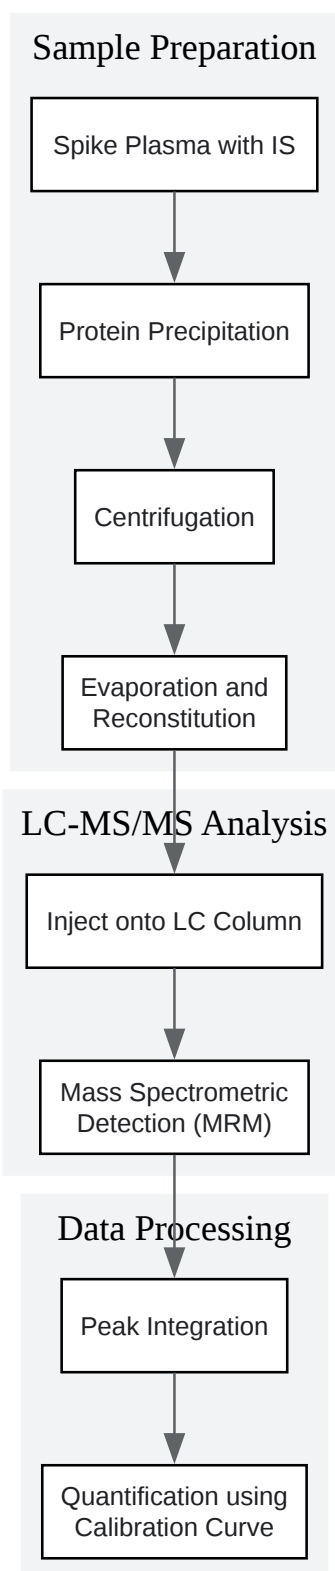 Sample Preparation
Spike Plasma with IS
Protein Precipitation
Centrifugation
Evaporation and
Reconstitution
LC-MS/MS Analysis
Inject onto LC Column
Mass Spectrometric
Detection (MRM)
Data Processing
Peak Integration
Quantification using
Calibration Curve